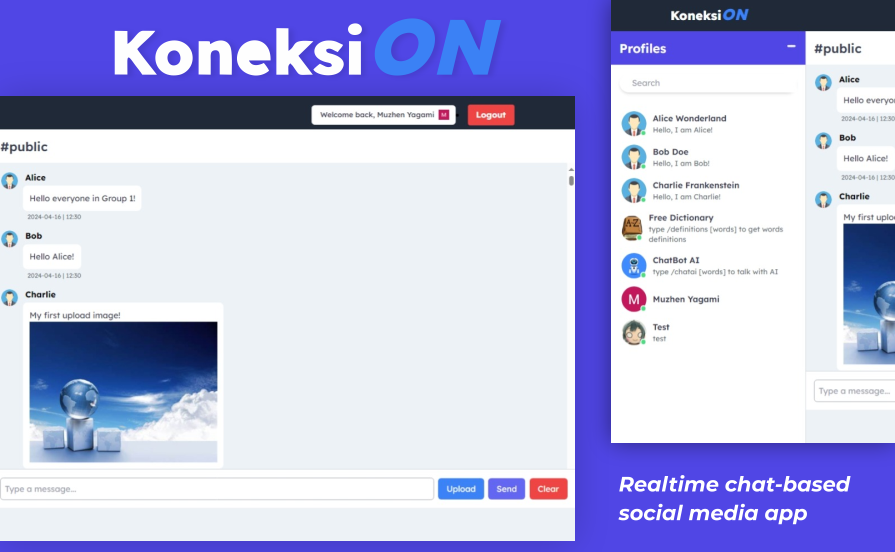 KoneksiON
Welcome back, Muzhen Yagami M
Logout
#public
Alice
Hello everyone in Group 1!
2024-04-16 | 12:30
Bob
Hello Alice!
2024-04-16 | 12:30
Charlie
My first upload image!
Type a message...
Upload
Send
Clear
KoneksiON
Profiles
Search
Alice Wonderland
Hello, I am Alice!
Bob Doe
Hello, I am Bob!
Charlie Frankenstein
Hello, I am Charlie!
A-Z
Free Dictionary
type /definitions [words] to get words
definitions
ChatBot AI
type /chatai [words] to talk with AI
M
Muzhen Yagami
Test
test
#public
Alice
Hello everyo
2024-04-16 | 12:30
Bob
Hello Alice!
2024-04-16 | 12:30
Charlie
My first uploa
Type a message...
Realtime chat-based
social media app